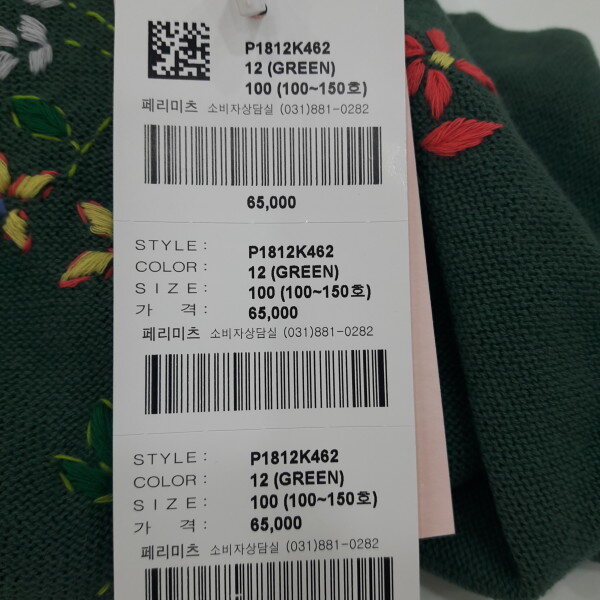 P1812K462
12 (GREEN)
100 (100~150호)
페리미츠 소비자상담실 (031)881-0282
65,000
STYLE: P1812K462
COLOR: 12 (GREEN)
SIZE: 100 (100~150호)
가 격: 65,000
페리미츠 소비자상담실 (031)881-0282
STYLE: P1812K462
COLOR: 12 (GREEN)
SIZE: 100 (100~150호)
가 격: 65,000
페리미츠 소비자상담실 (031)881-0282